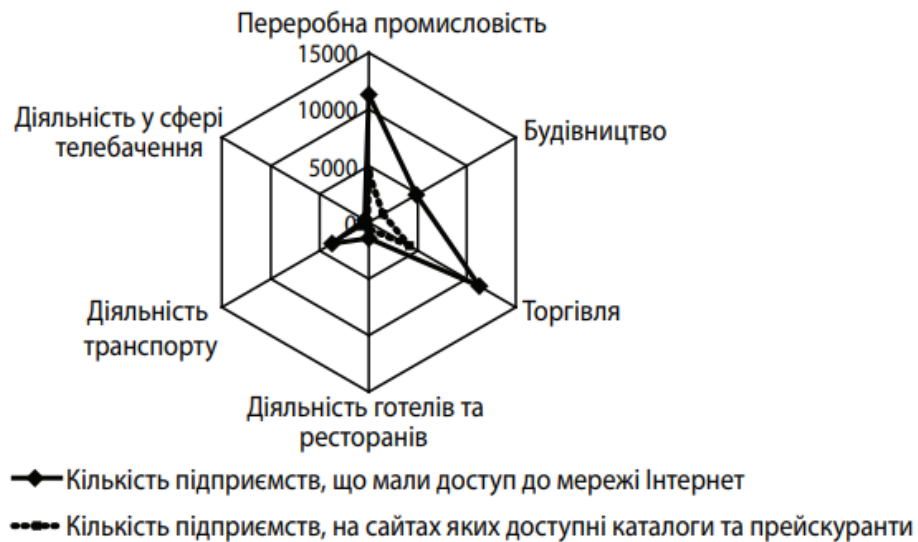 Переробна промисловість
15000
Діяльність у сфері
телебачення
10000
Будівництво
5000
0
Діяльність
транспорту
Торгівля
Діяльність готелів та
ресторанів
Кількість підприємств, що мали доступ до мережі Інтернет
Кількість підприємств, на сайтах яких доступні каталоги та прейскуранти